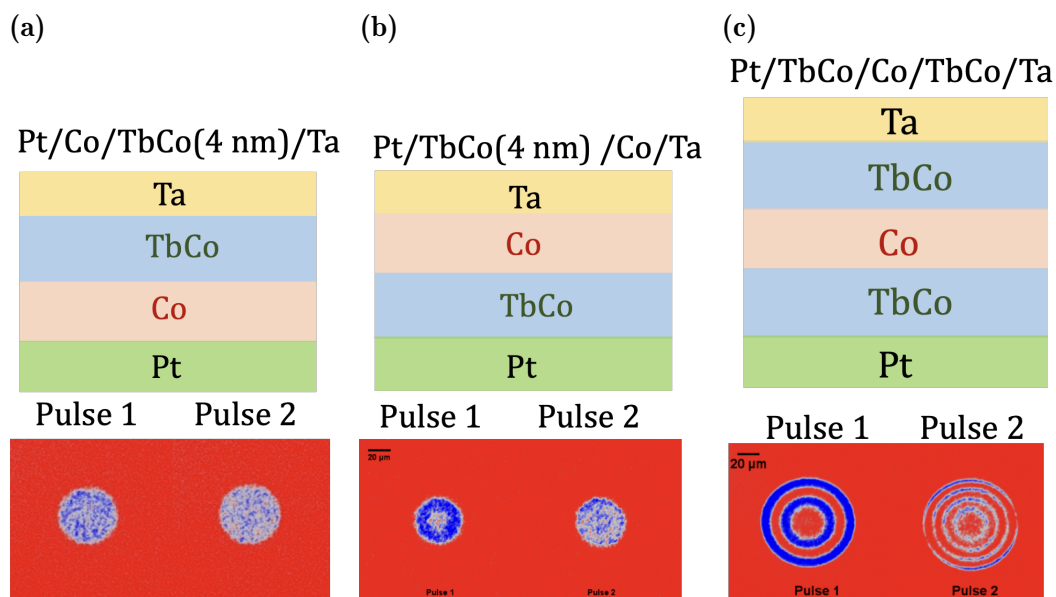 (a)
Pt/Co/TbCo(4 nm)/Ta
Ta
TbCo
Co
Pt
Pulse 1 Pulse 2
(b)
Pt/TbCo(4 nm) /Co/Ta
Ta
Co
TbCo
Pt
Pulse 1 Pulse 2
20 μm
Pulse 1 Pulse 2
(c)
Pt/TbCo/Co/TbCo/Ta
Ta
TbCo
Co
TbCo
Pt
Pulse 1 Pulse 2
20 μm
Pulse 1 Pulse 2